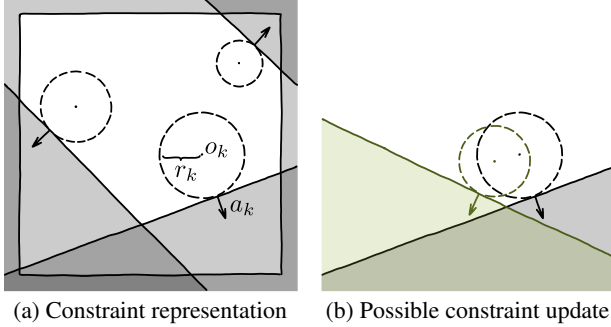 o_k
r_k
a_k
(a) Constraint representation
(b) Possible constraint update